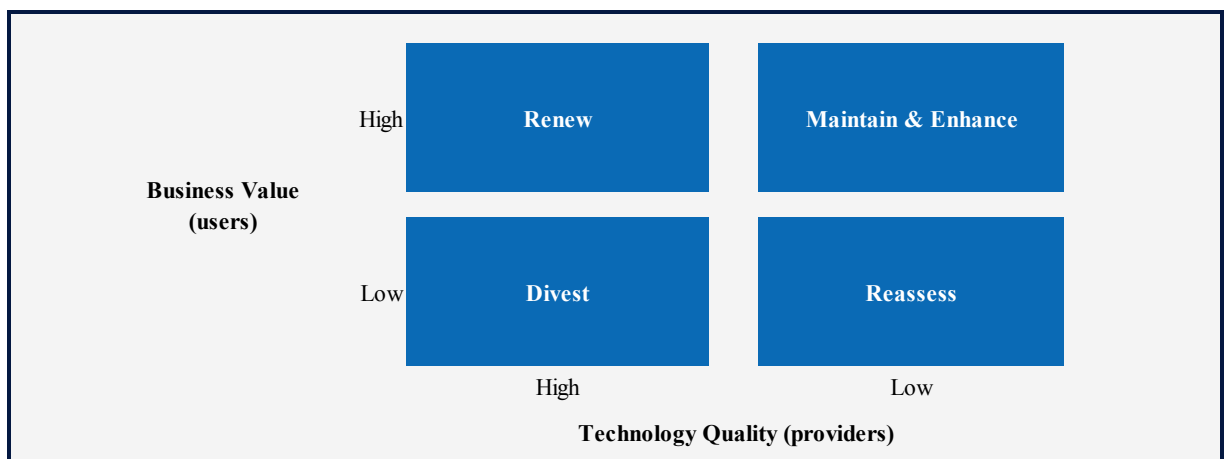 High
Renew
Maintain & Enhance
Business Value
(users)
Low
Divest
Reassess
High
Low
Technology Quality (providers)